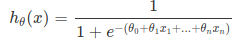 hθ(x) = 1 / (1 + e^−(θ0+θ1x1+...+θnxn))